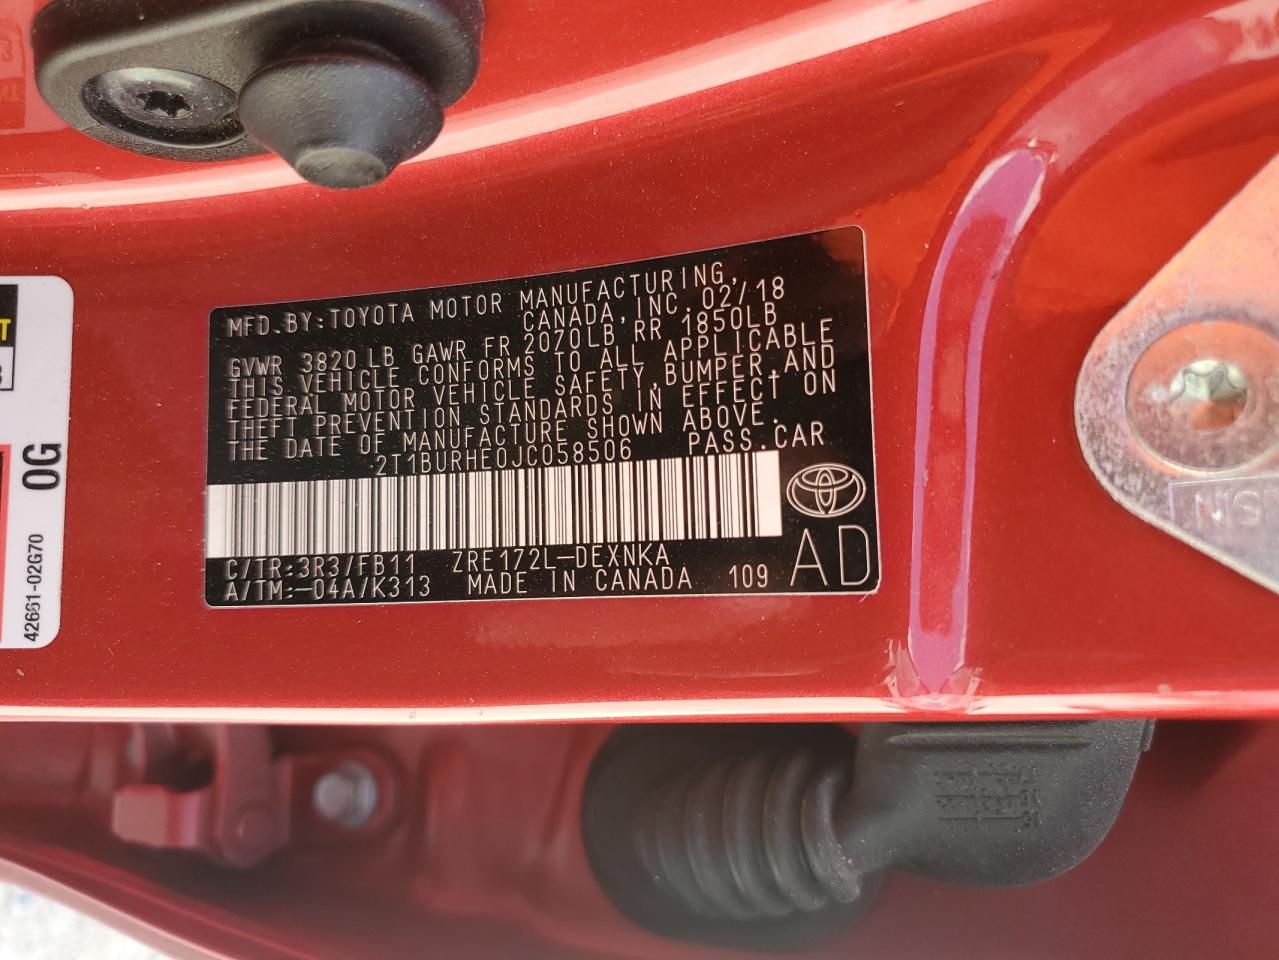 MFD. BY: TOYOTA MOTOR MANUFACTURING,
CANADA, INC. 02/18
GVWR 3820 LB GAWR FR 2070LB, RR 1850LB
THIS VEHICLE CONFORMS TO ALL APPLICABLE
FEDERAL MOTOR VEHICLE SAFETY, BUMPER, AND
THEFT PREVENTION STANDARDS IN EFFECT ON
THE DATE OF MANUFACTURE SHOWN ABOVE.
2T1BURHE0JC058506 PASS. CAR
C/TR:3R3/FB11 ZRE172L-DEXNKA
A/TM:-04A/K313 MADE IN CANADA 109 AD
0G
42661-02G70